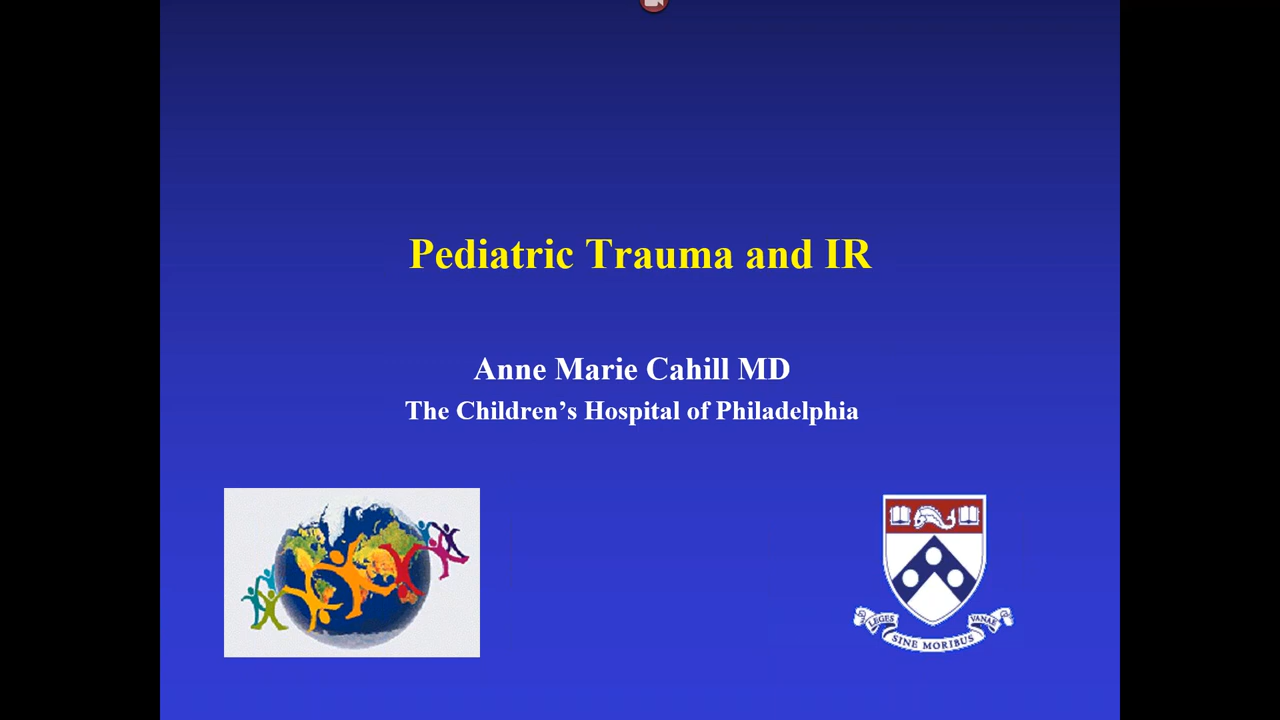 Pediatric Trauma and IR
Anne Marie Cahill MD
The Children's Hospital of Philadelphia
LEGES
VANAE
SINE MORIBUS